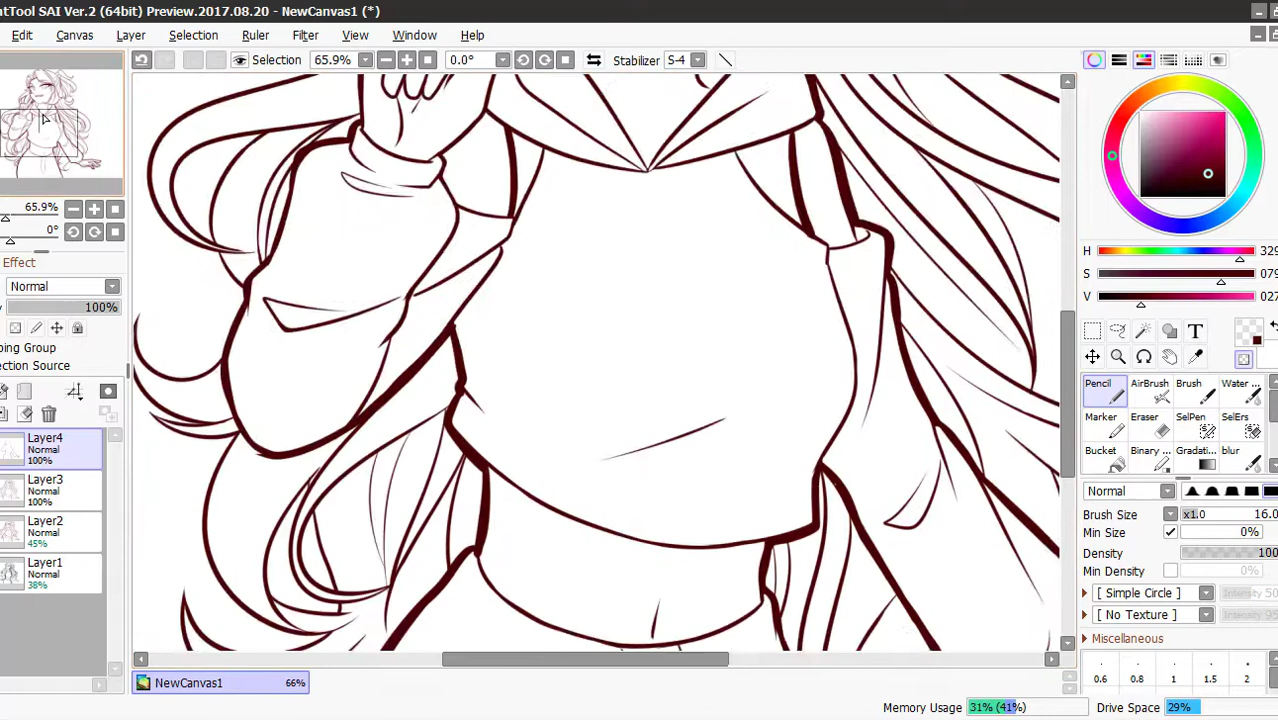 ntTool SAI Ver.2 (64bit) Preview.2017.08.20 - NewCanvas1 (*)
Edit Canvas Layer Selection Ruler Filter View Window Help
Selection 65.9% 0.0° Stabilizer S-4
65.9%
0°
Effect
Normal
100%
ping Group
ection Source
Layer4
Normal
100%
Layer3
Normal
100%
Layer2
Normal
45%
Layer1
Normal
38%
H 329
S 079
V 027
T
Pencil AirBrush Brush Water ...
Marker Eraser SelPen SelErs
Bucket Binary ... Gradati... blur
Normal
Brush Size x1.0 16.0
Min Size 0%
Density 100
Min Density 0%
[ Simple Circle ] Intensity 50
[ No Texture ] Intensity 95
Miscellaneous
0.6 0.8 1 1.5 2
NewCanvas1 66%
Memory Usage 31% (41%) Drive Space 29%